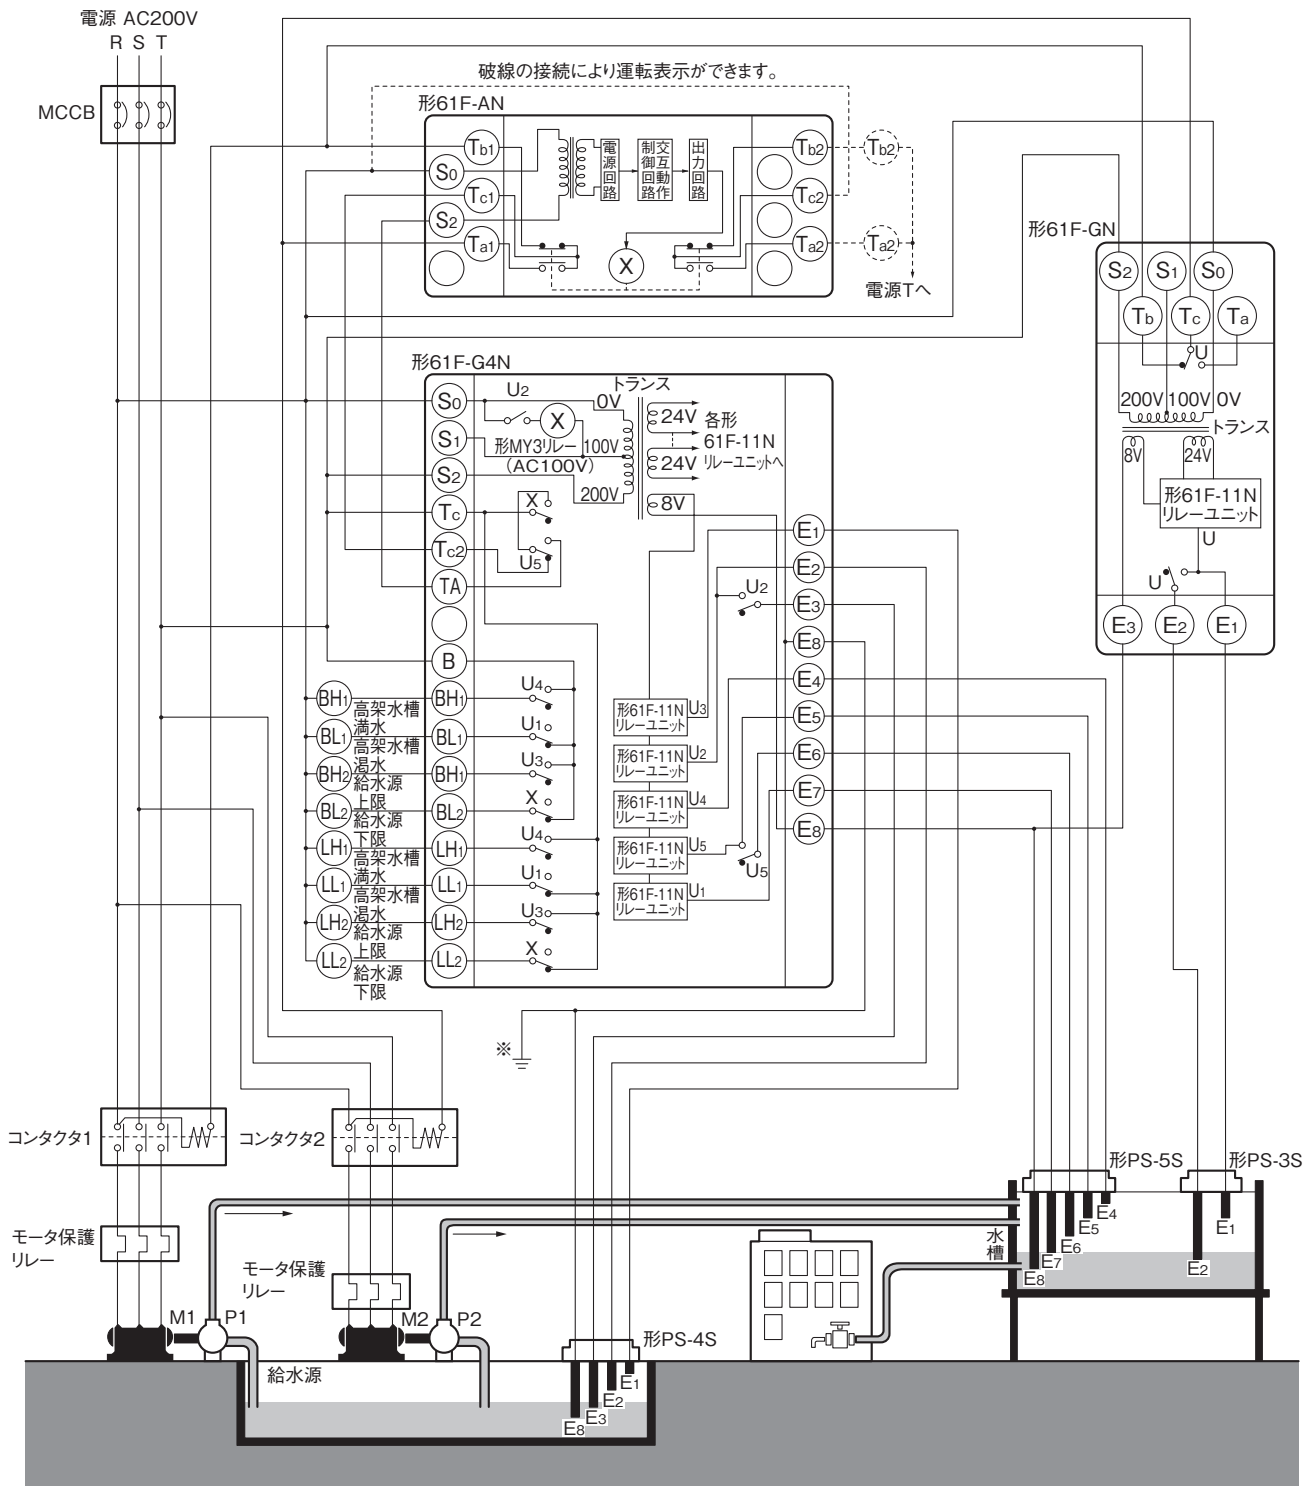 電源 AC200V
R S T
MCCB
破線の接続により運転表示ができます。
形61F-AN
Tb1
S0
Tc1
S2
Ta1
電源回路
制御回路
交互動作
出力回路
X
Tb2
Tc2
Ta2
Tb2
Ta2
電源Tへ
形61F-GN
S2 S1 S0
Tb Tc Ta
U
200V 100V 0V
トランス
8V 24V
形61F-11N
リレーユニット
U
U
E3 E2 E1
形61F-G4N
S0
S1
S2
Tc
Tc2
TA
B
BH1
BL1
BH1
BL2
LH1
LL1
LH2
LL2
U2
X
形MY3リレー
(AC100V)
トランス
0V
100V
200V
24V
24V
8V
各形
61F-11N
リレーユニットへ
X
U5
U2
E1
E2
E3
E8
E4
E5
E6
E7
E8
BH1
高架水槽
満水
BL1
高架水槽
渇水
BH2
給水源
上限
BL2
給水源
下限
LH1
高架水槽
満水
LL1
高架水槽
渇水
LH2
給水源
上限
LL2
給水源
下限
U4
U1
U3
X
U4
U1
U3
X
形61F-11N
リレーユニット
U3
形61F-11N
リレーユニット
U2
形61F-11N
リレーユニット
U4
形61F-11N
リレーユニット
U5
形61F-11N
リレーユニット
U1
U5
※
コンタクタ1
コンタクタ2
モータ保護
リレー
モータ保護
リレー
M1 P1
M2 P2
給水源
形PS-4S
E1
E2
E3
E8
形PS-5S
E4
E5
E6
E7
E8
水槽
形PS-3S
E1
E2